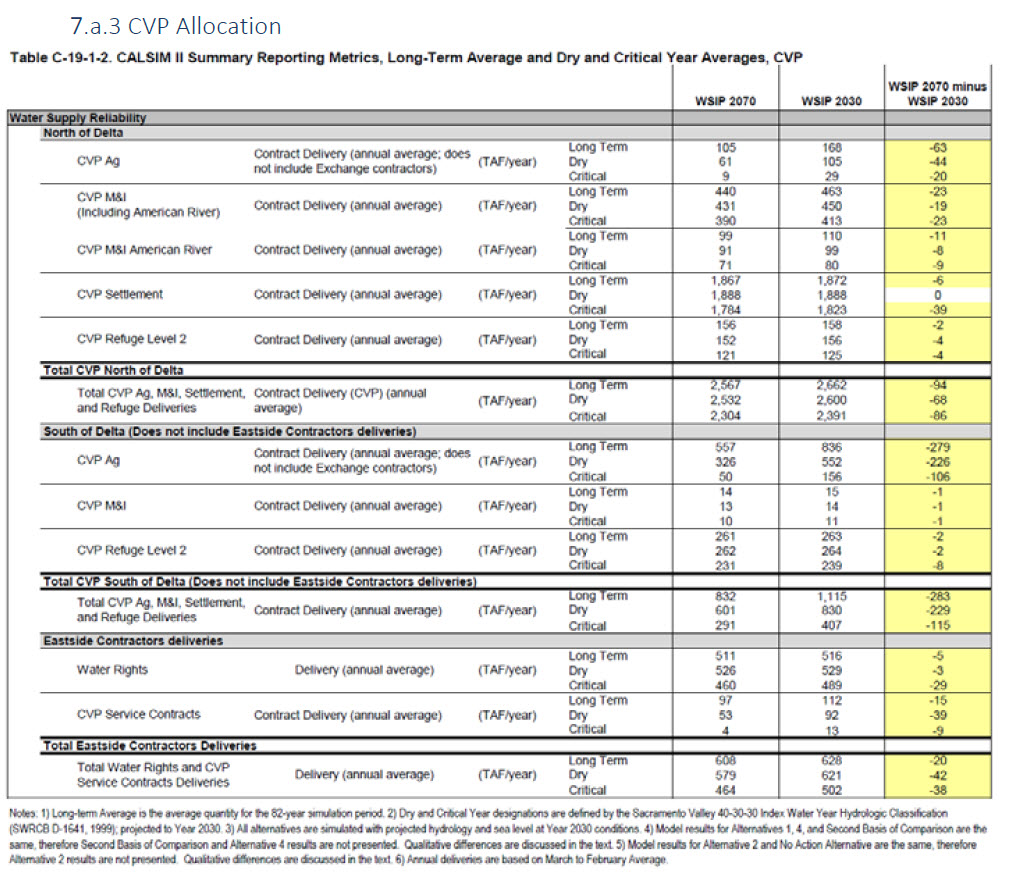 7.a.3 CVP Allocation
Table C-19-1-2. CALSIM II Summary Reporting Metrics, Long-Term Average and Dry and Critical Year Averages, CVP
WSIP 2070 WSIP 2030 WSIP 2070 minus WSIP 2030
Water Supply Reliability
North of Delta
CVP Ag Contract Delivery (annual average; does not include Exchange contractors) (TAF/year) Long Term 105 168 -63
Dry 61 105 -44
Critical 9 29 -20
CVP M&I (Including American River) Contract Delivery (annual average) (TAF/year) Long Term 440 463 -23
Dry 431 450 -19
Critical 390 413 -23
CVP M&I American River Contract Delivery (annual average) (TAF/year) Long Term 99 110 -11
Dry 91 99 -8
Critical 71 80 -9
CVP Settlement Contract Delivery (annual average) (TAF/year) Long Term 1,867 1,872 -6
Dry 1,888 1,888 0
Critical 1,784 1,823 -39
CVP Refuge Level 2 Contract Delivery (annual average) (TAF/year) Long Term 156 158 -2
Dry 152 156 -4
Critical 121 125 -4
Total CVP North of Delta
Total CVP Ag, M&I, Settlement, and Refuge Deliveries Contract Delivery (CVP) (annual average) (TAF/year) Long Term 2,567 2,662 -94
Dry 2,532 2,600 -68
Critical 2,304 2,391 -86
South of Delta (Does not include Eastside Contractors deliveries)
CVP Ag Contract Delivery (annual average; does not include Exchange contractors) (TAF/year) Long Term 557 836 -279
Dry 326 552 -226
Critical 50 156 -106
CVP M&I Contract Delivery (annual average) (TAF/year) Long Term 14 15 -1
Dry 13 14 -1
Critical 10 11 -1
CVP Refuge Level 2 Contract Delivery (annual average) (TAF/year) Long Term 261 263 -2
Dry 262 264 -2
Critical 231 239 -8
Total CVP South of Delta (Does not include Eastside Contractors deliveries)
Total CVP Ag, M&I, Settlement, and Refuge Deliveries Contract Delivery (annual average) (TAF/year) Long Term 832 1,115 -283
Dry 601 830 -229
Critical 291 407 -115
Eastside Contractors deliveries
Water Rights Delivery (annual average) (TAF/year) Long Term 511 516 -5
Dry 526 529 -3
Critical 460 489 -29
CVP Service Contracts Contract Delivery (annual average) (TAF/year) Long Term 97 112 -15
Dry 53 92 -39
Critical 4 13 -9
Total Eastside Contractors Deliveries
Total Water Rights and CVP Service Contracts Deliveries Delivery (annual average) (TAF/year) Long Term 608 628 -20
Dry 579 621 -42
Critical 464 502 -38
Notes: 1) Long-term Average is the average quantity for the 82-year simulation period. 2) Dry and Critical Year designations are defined by the Sacramento Valley 40-30-30 Index Water Year Hydrologic Classification
(SWRCB D-1641, 1999); projected to Year 2030. 3) All alternatives are simulated with projected hydrology and sea level at Year 2030 conditions. 4) Model results for Alternatives 1, 4, and Second Basis of Comparison are the
same, therefore Second Basis of Comparison and Alternative 4 results are not presented. Qualitative differences are discussed in the text. 5) Model results for Alternative 2 and No Action Alternative are the same, therefore
Alternative 2 results are not presented. Qualitative differences are discussed in the text. 6) Annual deliveries are based on March to February Average.